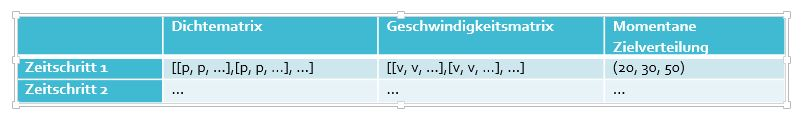 Dichtematrix Geschwindigkeitsmatrix Momentane
Zielverteilung
Zeitschritt 1 [[p, p, ...],[p, p, ...], ...] [[v, v, ...],[v, v, ...], ...] (20, 30, 50)
Zeitschritt 2 ... ... ...